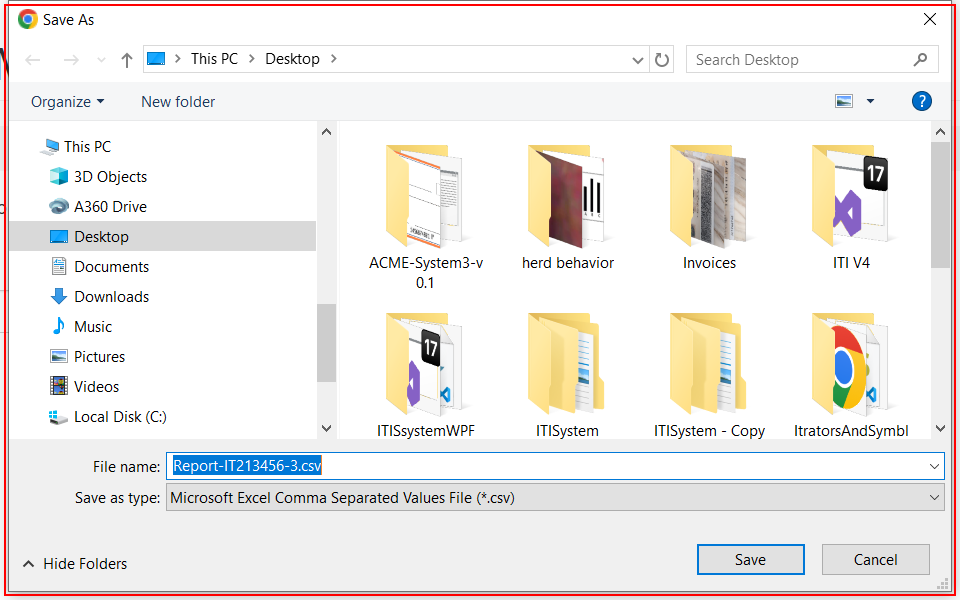 Save As
This PC > Desktop >
Search Desktop
Organize
New folder
?
This PC
3D Objects
A360 Drive
Desktop
Documents
Downloads
Music
Pictures
Videos
Local Disk (C:)
17
ACME-System3-v
0.1
herd behavior
Invoices
ITI V4
17
ITISsystemWPF
ITISystem
ITISystem - Copy
ItratorsAndSymbl
File name:
Report-IT213456-3.csv
Save as type:
Microsoft Excel Comma Separated Values File (*.csv)
Hide Folders
Save
Cancel